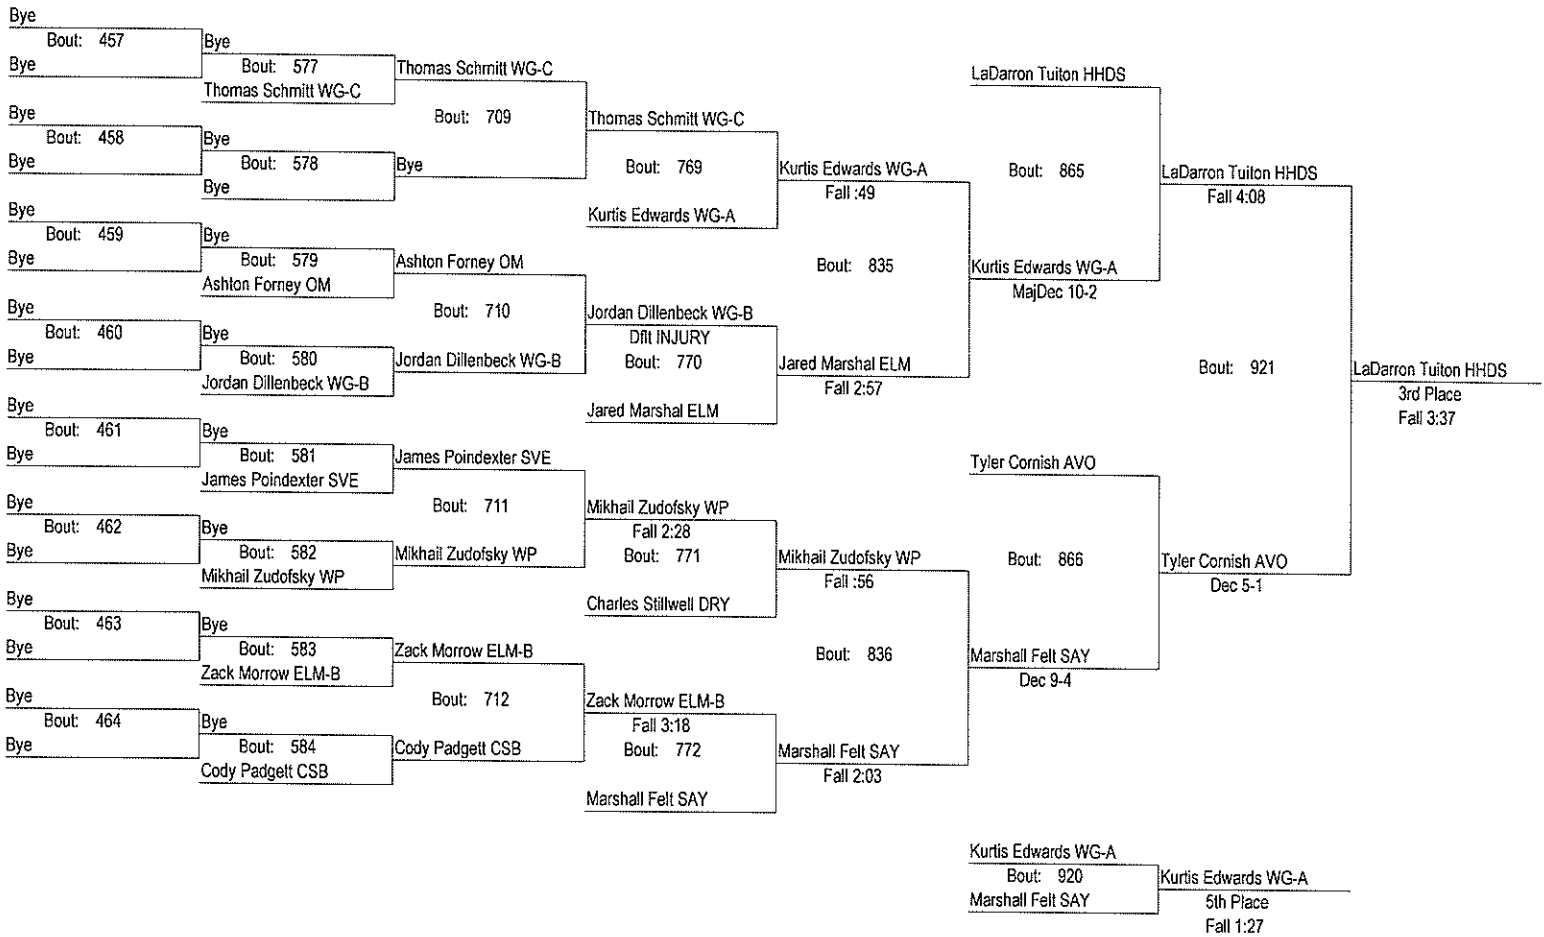 Bye
Bout: 457
Bye
Bye
Bout: 577
Thomas Schmitt WG-C
Thomas Schmitt WG-C
Bout: 709
Bye
Bout: 458
Bye
Bye
Bout: 578
Bye
Bye
Thomas Schmitt WG-C
Bout: 769
Kurtis Edwards WG-A
Kurtis Edwards WG-A
Fall :49
Bye
Bout: 459
Bye
Bye
Bout: 579
Ashton Forney OM
Ashton Forney OM
Bout: 710
Bye
Bout: 460
Bye
Bye
Bout: 580
Jordan Dillenbeck WG-B
Jordan Dillenbeck WG-B
Jordan Dillenbeck WG-B
Dflt INJURY
Bout: 770
Jared Marshal ELM
Jared Marshal ELM
Fall 2:57
Bout: 835
Kurtis Edwards WG-A
MajDec 10-2
LaDarron Tuiton HHDS
Bout: 865
LaDarron Tuiton HHDS
Fall 4:08
Bye
Bout: 461
Bye
Bye
Bout: 581
James Poindexter SVE
James Poindexter SVE
Bout: 711
Bye
Bout: 462
Bye
Bye
Bout: 582
Mikhail Zudofsky WP
Mikhail Zudofsky WP
Mikhail Zudofsky WP
Fall 2:28
Bout: 771
Charles Stillwell DRY
Mikhail Zudofsky WP
Fall :56
Bye
Bout: 463
Bye
Bye
Bout: 583
Zack Morrow ELM-B
Zack Morrow ELM-B
Bout: 712
Bye
Bout: 464
Bye
Bye
Bout: 584
Cody Padgett CSB
Cody Padgett CSB
Zack Morrow ELM-B
Fall 3:18
Bout: 772
Marshall Felt SAY
Marshall Felt SAY
Fall 2:03
Bout: 836
Marshall Felt SAY
Dec 9-4
Tyler Cornish AVO
Bout: 866
Tyler Cornish AVO
Dec 5-1
Bout: 921
LaDarron Tuiton HHDS
3rd Place
Fall 3:37
Kurtis Edwards WG-A
Bout: 920
Marshall Felt SAY
Kurtis Edwards WG-A
5th Place
Fall 1:27